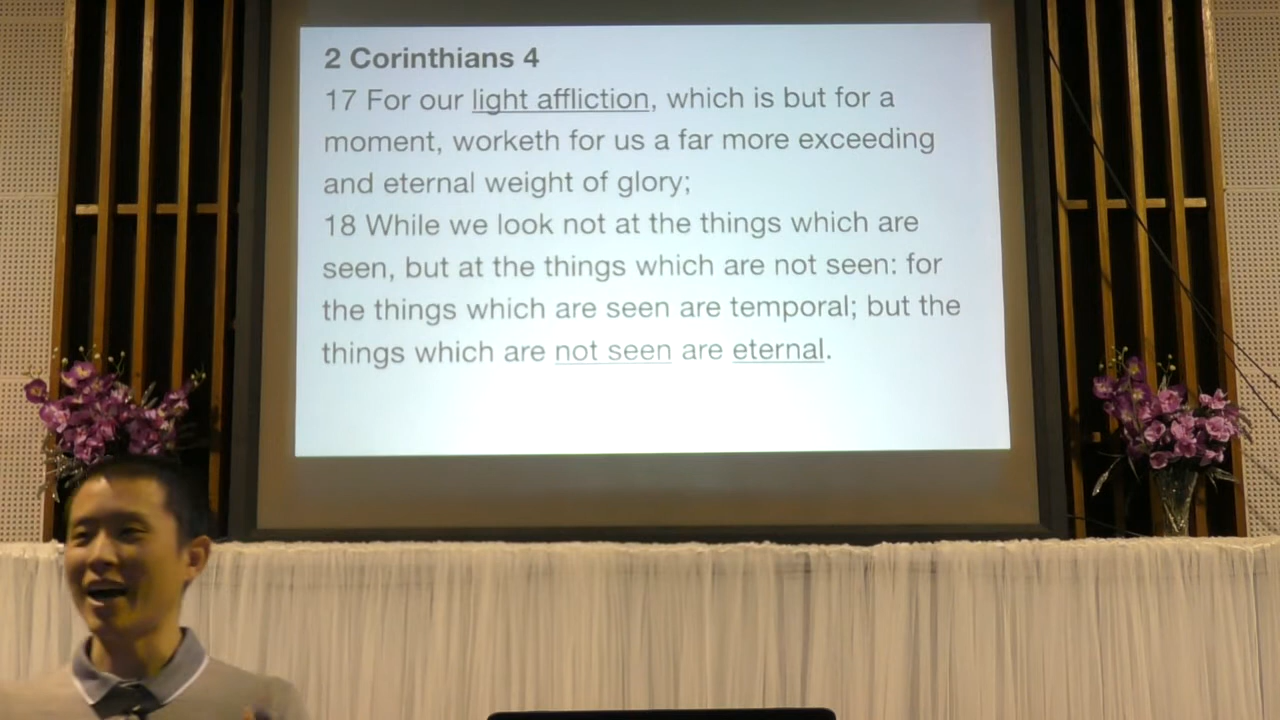 2 Corinthians 4
17 For our light affliction, which is but for a
moment, worketh for us a far more exceeding
and eternal weight of glory;
18 While we look not at the things which are
seen, but at the things which are not seen: for
the things which are seen are temporal; but the
things which are not seen are eternal.